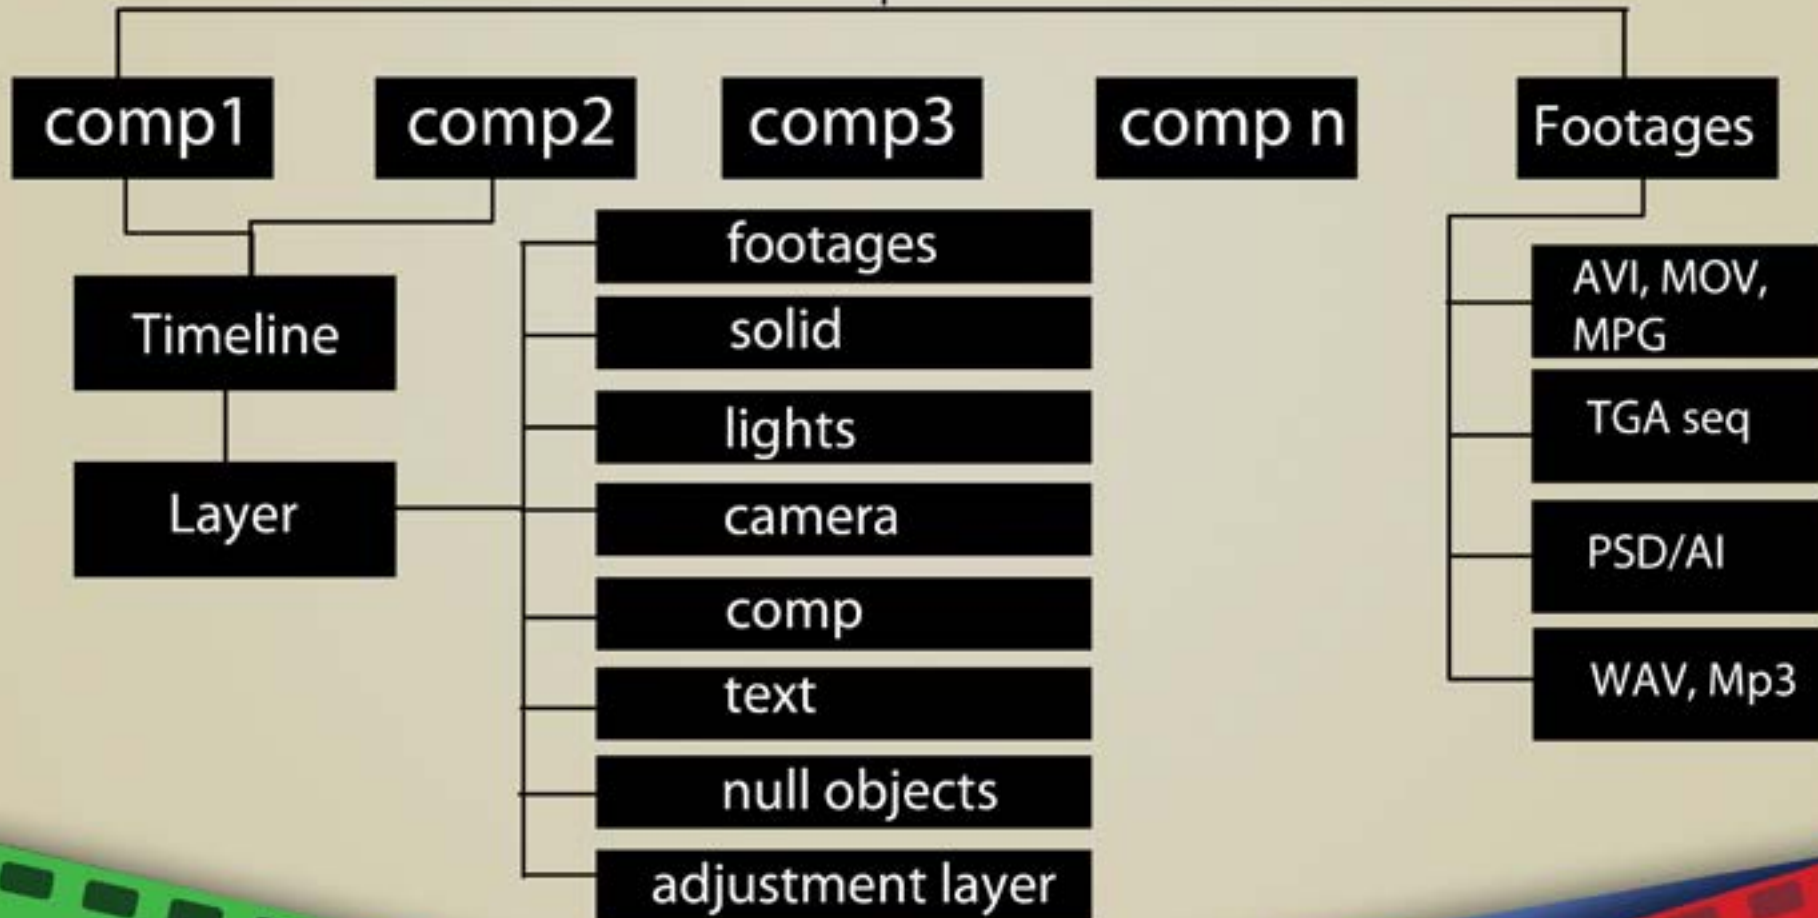 comp1
comp2
comp3
comp n
Footages
Timeline
Layer
footages
solid
lights
camera
comp
text
null objects
adjustment layer
AVI, MOV,
MPG
TGA seq
PSD/AI
WAV, Mp3